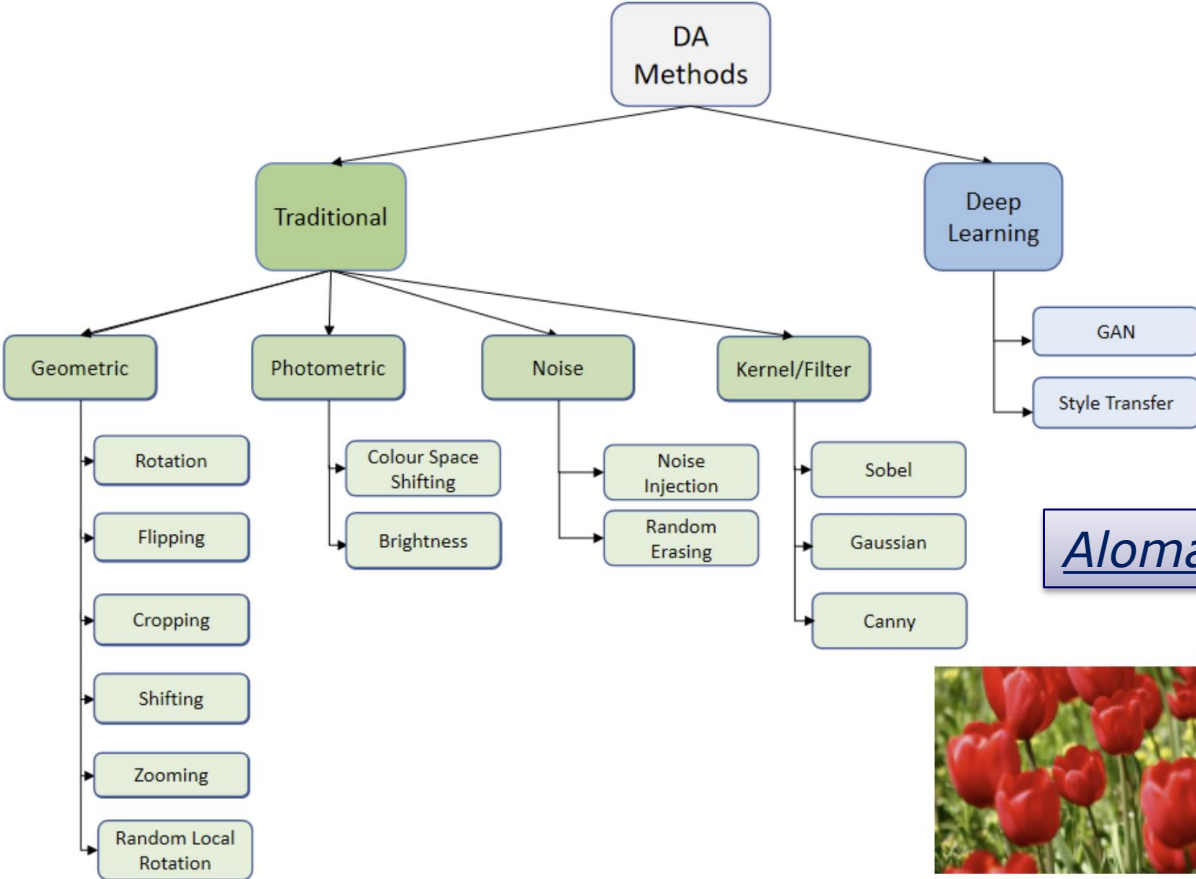 DA
Methods
Traditional
Deep
Learning
Geometric
Photometric
Noise
Kernel/Filter
GAN
Style Transfer
Rotation
Flipping
Cropping
Shifting
Zooming
Random Local
Rotation
Colour Space
Shifting
Brightness
Noise
Injection
Random
Erasing
Sobel
Gaussian
Canny